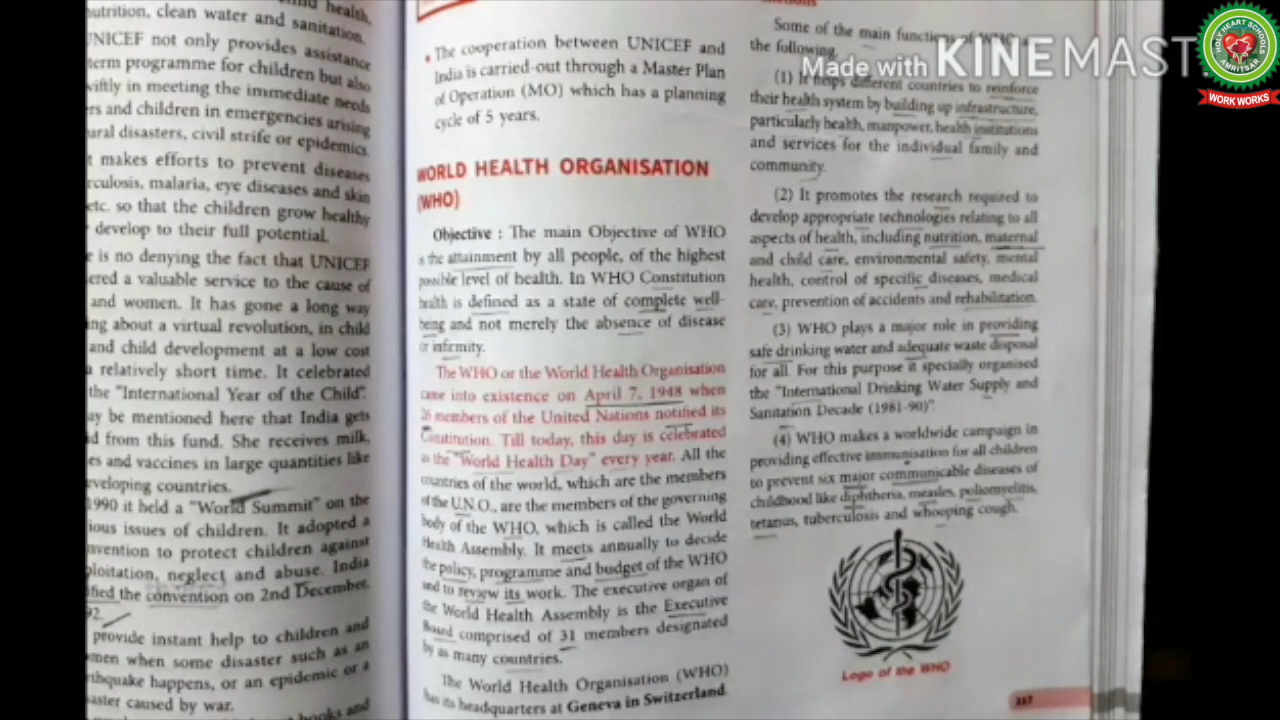 health,
nutrition, clean water and sanitation.
UNICEF not only provides assistance
term programme for children but also
swiftly in meeting the immediate needs
ers and children in emergencies arising
ural disasters, civil strife or epidemics.
t makes efforts to prevent diseases
rculosis, malaria, eye diseases and skin
etc. so that the children grow healthy
develop to their full potential.
e is no denying the fact that UNICEF
ered a valuable service to the cause of
and women. It has gone a long way
ng about a virtual revolution, in child
and child development at a low cost
a relatively short time. It celebrated
the "International Year of the Child".
ay be mentioned here that India gets
d from this fund. She receives milk,
es and vaccines in large quantities like
eveloping countries.
1990 it held a "World Summit" on the
ious issues of children. It adopted a
nvention to protect children against
ploitation, neglect and abuse. India
ified the convention on 2nd December,
92.
provide instant help to children and
men when some disaster such as an
rthquake happens, or an epidemic or a
aster caused by war.
books and
• The cooperation between UNICEF and
India is carried-out through a Master Plan
of Operation (MO) which has a planning
cycle of 5 years.
WORLD HEALTH ORGANISATION
(WHO)
Objective : The main Objective of WHO
is the attainment by all people, of the highest
possible level of health. In WHO Constitution
health is defined as a state of complete well-
being and not merely the absence of disease
or infirmity.
The WHO or the World Health Organisation
came into existence on April 7, 1948 when
26 members of the United Nations notified its
Constitution. Till today, this day is celebrated
as the "World Health Day" every year. All the
countries of the world, which are the members
of the U.N.O., are the members of the governing
body of the WHO, which is called the World
Health Assembly. It meets annually to decide
the policy, programme and budget of the WHO
and to review its work. The executive organ of
the World Health Assembly is the Executive
Board comprised of 31 members designated
by as many countries.
The World Health Organisation (WHO)
has its headquarters at Geneva in Switzerland.
Some of the main functions of WHO
the following.
(1) It helps different countries to reinforce
their health system by building up infrastructure,
particularly health, manpower, health institutions
and services for the individual family and
community.
(2) It promotes the research required to
develop appropriate technologies relating to all
aspects of health, including nutrition, maternal
and child care, environmental safety, mental
health, control of specific diseases, medical
care, prevention of accidents and rehabilitation.
(3) WHO plays a major role in providing
safe drinking water and adequate waste disposal
for all. For this purpose it specially organised
the "International Drinking Water Supply and
Sanitation Decade (1981-90)".
(4) WHO makes a worldwide campaign in
providing effective immunisation for all children
to prevent six major communicable diseases of
childhood like diphtheria, measles, poliomyelitis,
tetanus, tuberculosis and whooping cough.
Logo of the WHO
217
Made with KINEMAST
HOLY HEART SCHOOLS
AMRITSAR
WORK WORKS